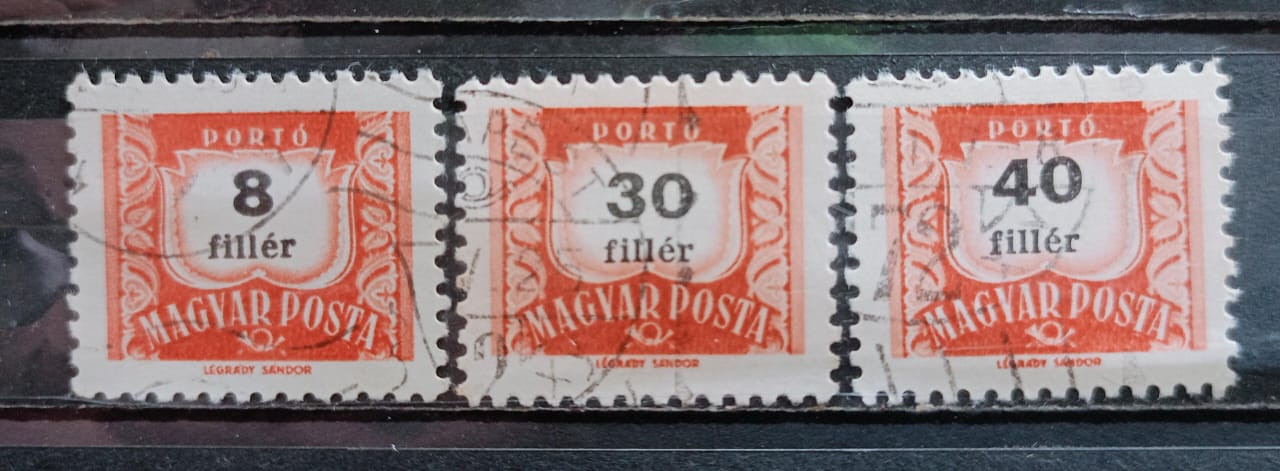 PORTÓ
8
fillér
MAGYAR POSTA
LÉGRÁDY SÁNDOR
PORTÓ
30
fillér
MAGYAR POSTA
LÉGRÁDY SÁNDOR
PORTÓ
40
fillér
MAGYAR POSTA
LÉGRÁDY SÁNDOR
72